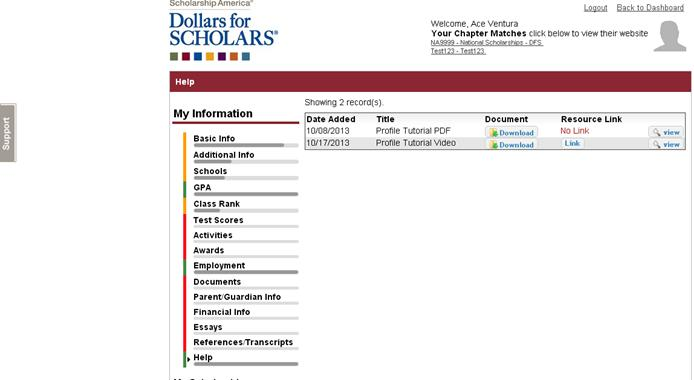 Scholarship America®
Logout Back to Dashboard
Dollars for
SCHOLARS®
Welcome, Ace Ventura
Your Chapter Matches click below to view their website
NA9999 - National Scholarships - DFS
Test123 - Test123
Help
Support
My Information
Basic Info
Additional Info
Schools
GPA
Class Rank
Test Scores
Activities
Awards
Employment
Documents
Parent/Guardian Info
Financial Info
Essays
References/Transcripts
Help
Showing 2 record(s).
Date Added Title Document Resource Link
10/08/2013 Profile Tutorial PDF Download No Link view
10/17/2013 Profile Tutorial Video Download Link view